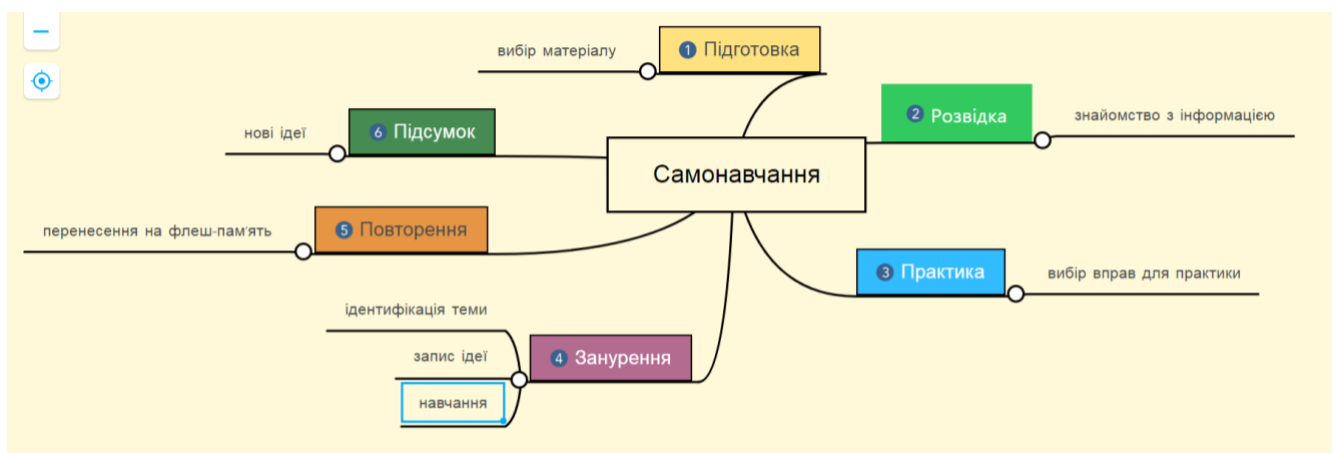 вибір матеріалу
1 Підготовка
2 Розвідка
знайомство з інформацією
6 Підсумок
нові ідеї
Самонавчання
5 Повторення
перенесення на флеш-пам'ять
3 Практика
вибір вправ для практики
4 Занурення
ідентифікація теми
запис ідеї
навчання